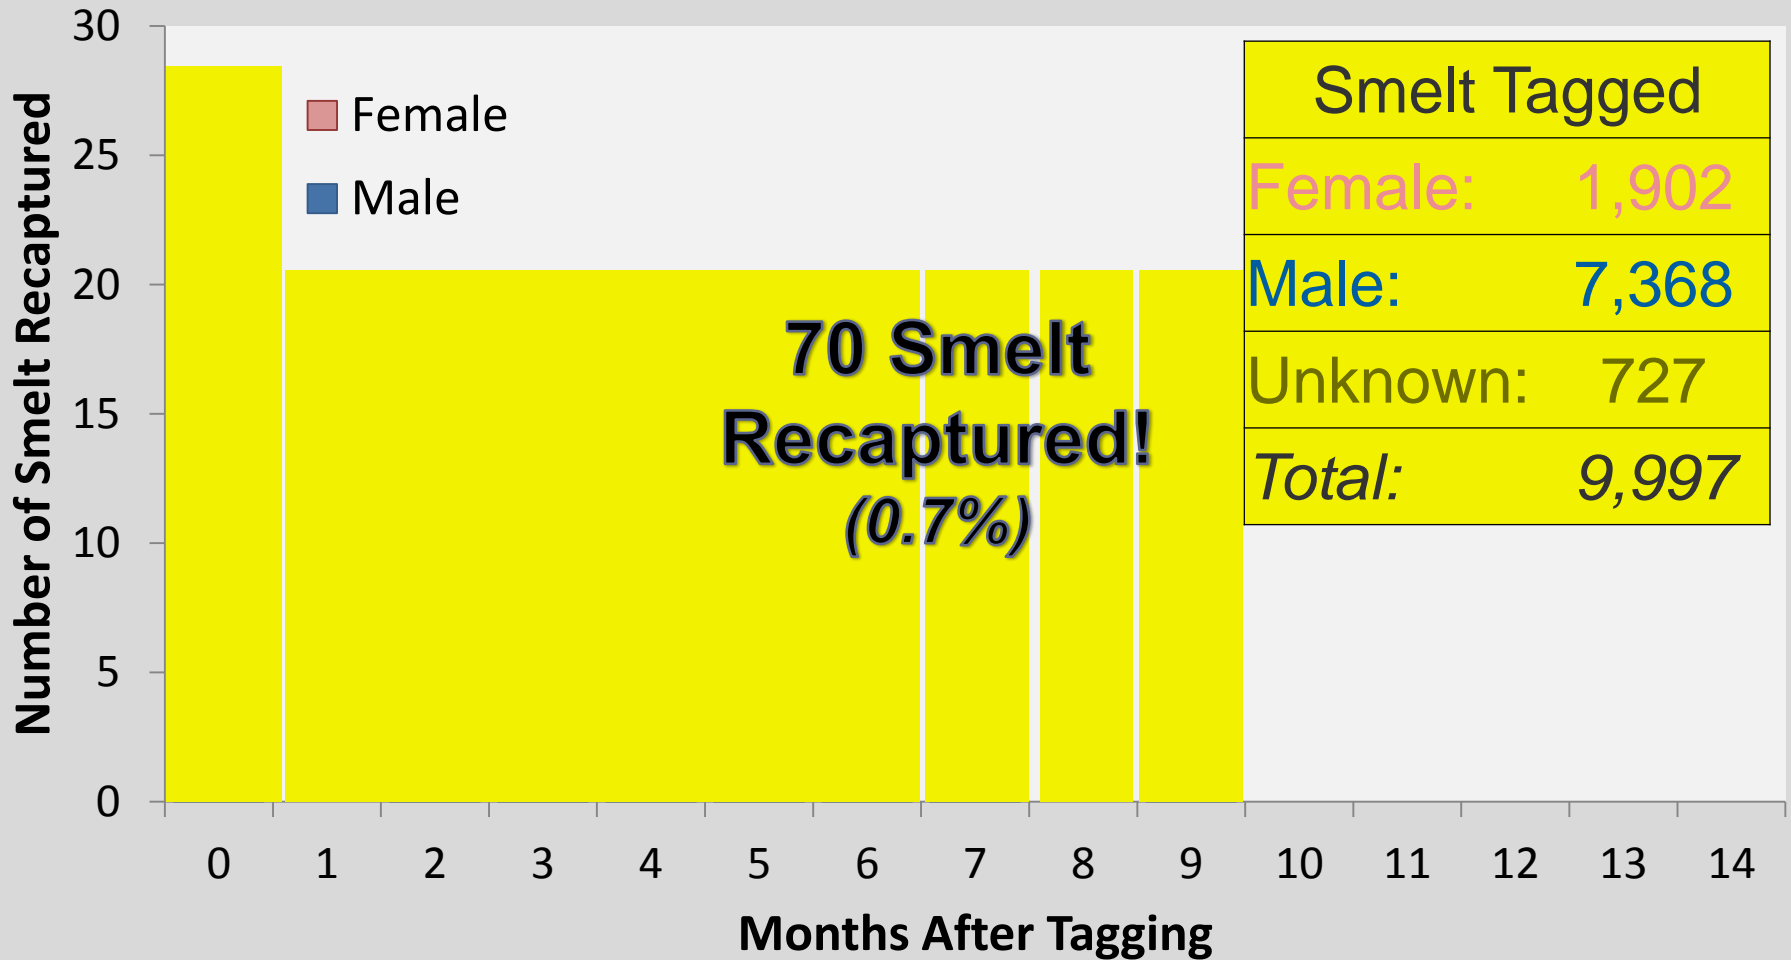 Number of Smelt Recaptured
30
25
20
15
10
5
0
Female
Male
70 Smelt
Recaptured!
(0.7%)
Smelt Tagged
Female: 1,902
Male: 7,368
Unknown: 727
Total: 9,997
0 1 2 3 4 5 6 7 8 9 10 11 12 13 14
Months After Tagging